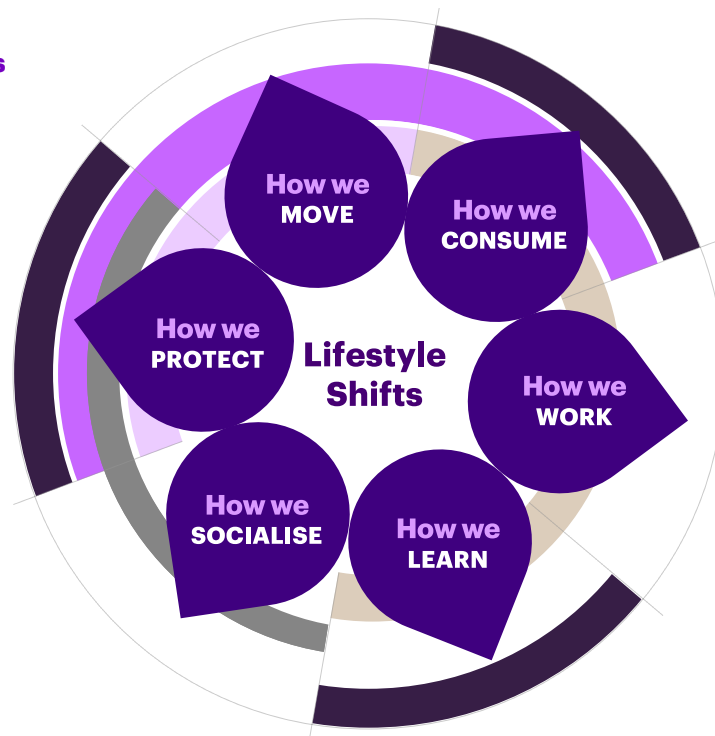 s
How we
MOVE
How we
CONSUME
How we
PROTECT
Lifestyle
Shifts
How we
WORK
How we
SOCIALISE
How we
LEARN